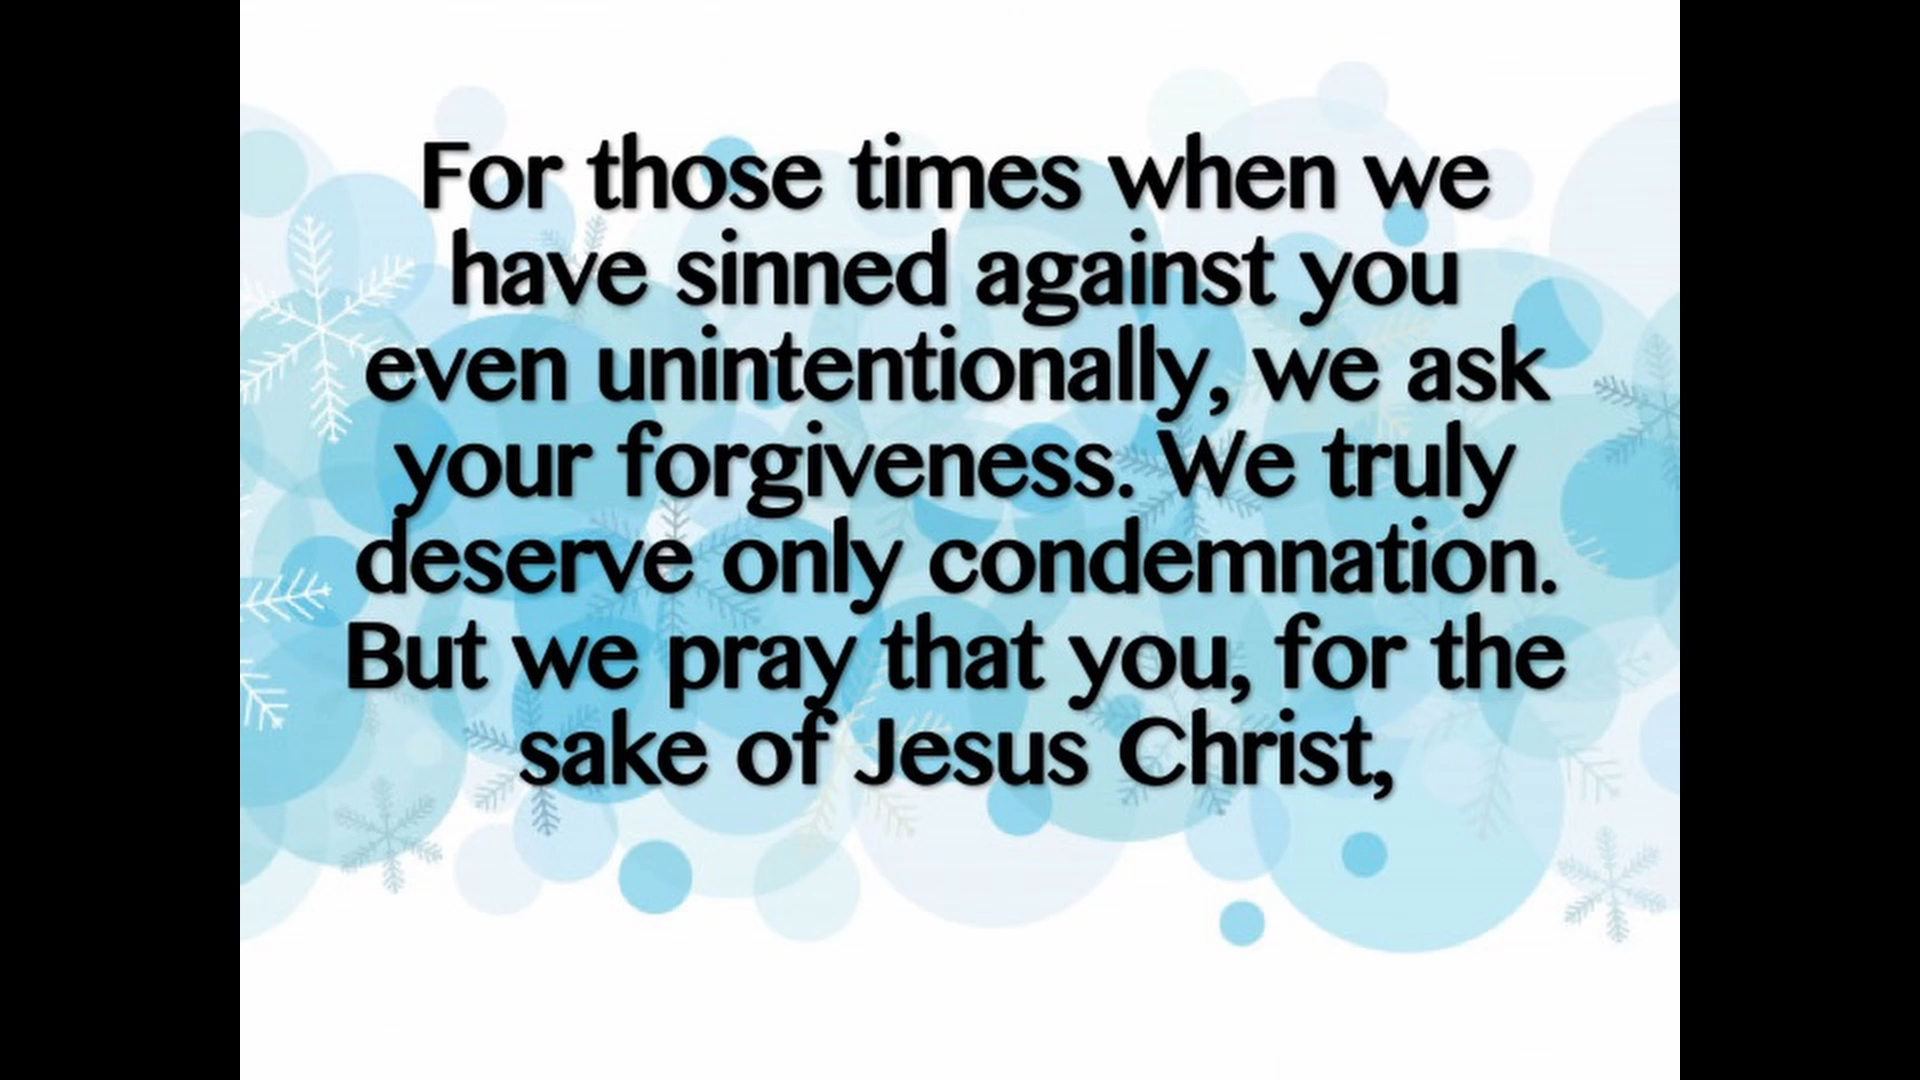 For those times when we
have sinned against you
even unintentionally, we ask
your forgiveness. We truly
deserve only condemnation.
But we pray that you, for the
sake of Jesus Christ,